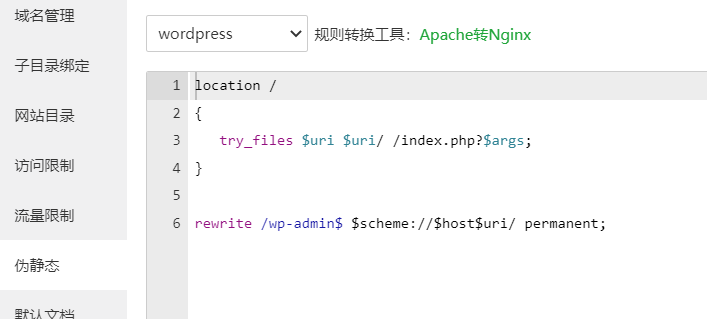 域名管理
子目录绑定
网站目录
访问限制
流量限制
伪静态
默认文档
wordpress 规则转换工具：Apache转Nginx
1 location /
2 {
3 try_files $uri $uri/ /index.php?$args;
4 }
5
6 rewrite /wp-admin$ $scheme://$host$uri/ permanent;